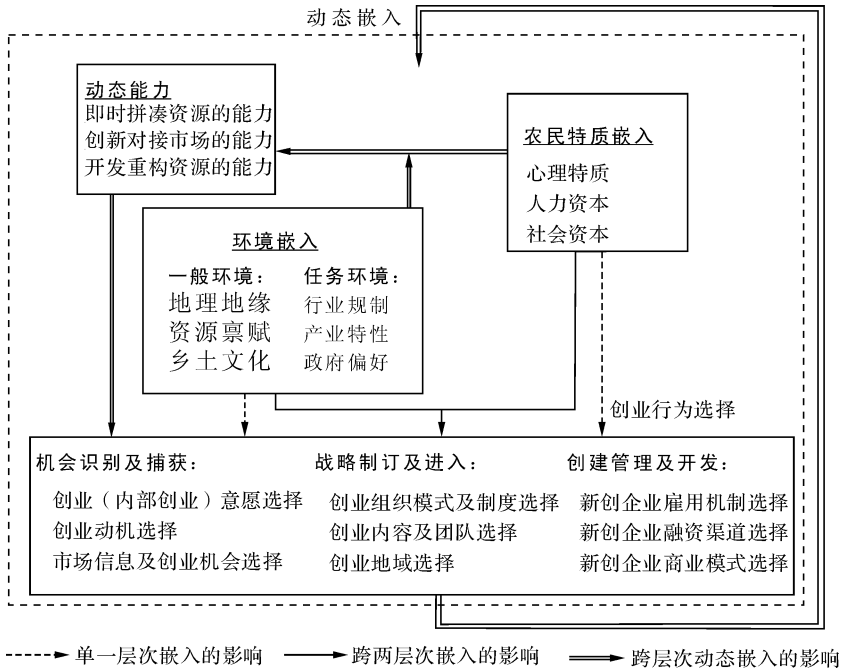 动态嵌入
动态能力
即时拼凑资源的能力
创新对接市场的能力
开发重构资源的能力
农民特质嵌入
心理特质
人力资本
社会资本
环境嵌入
一般环境： 任务环境：
地理地缘 行业规制
资源禀赋 产业特性
乡土文化 政府偏好
创业行为选择
机会识别及捕获：
创业（内部创业）意愿选择
创业动机选择
市场信息及创业机会选择
战略制订及进入：
创业组织模式及制度选择
创业内容及团队选择
创业地域选择
创建管理及开发：
新创企业雇用机制选择
新创企业融资渠道选择
新创企业商业模式选择
单一层次嵌入的影响 跨两层次嵌入的影响 跨层次动态嵌入的影响